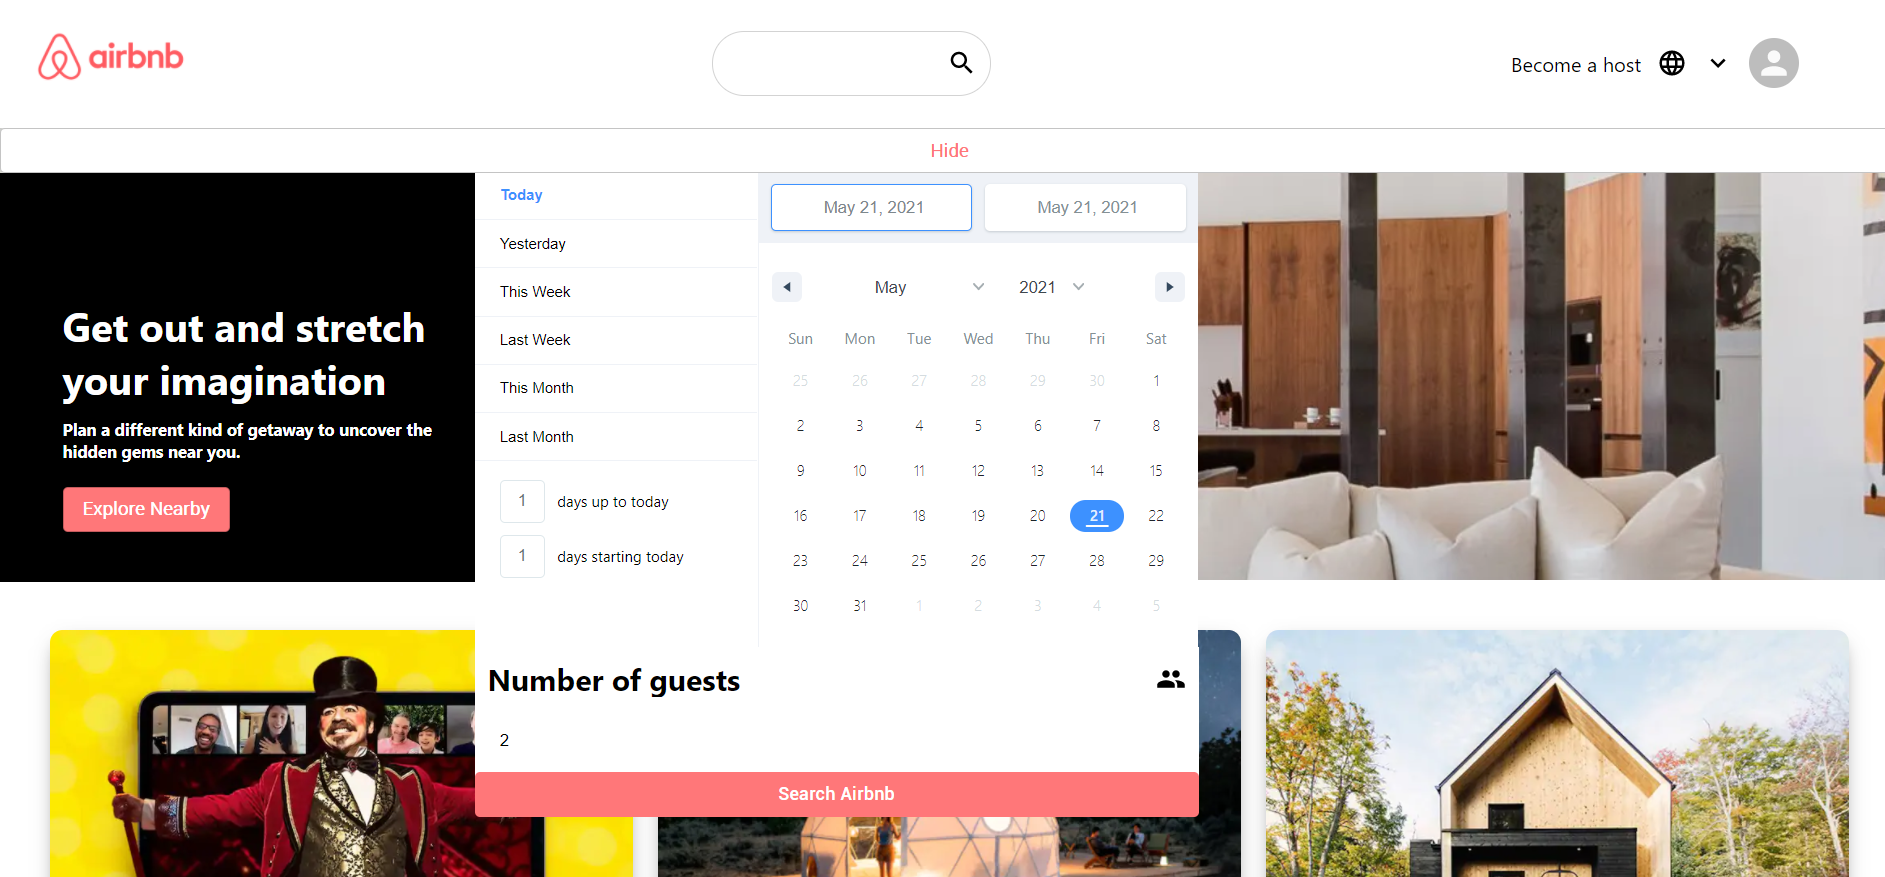 airbnb
Become a host
Hide
Get out and stretch
your imagination
Plan a different kind of getaway to uncover the
hidden gems near you.
Explore Nearby
Today
Yesterday
This Week
Last Week
This Month
Last Month
1 days up to today
1 days starting today
May 21, 2021 May 21, 2021
May 2021
Sun Mon Tue Wed Thu Fri Sat
25 26 27 28 29 30 1
2 3 4 5 6 7 8
9 10 11 12 13 14 15
16 17 18 19 20 21 22
23 24 25 26 27 28 29
30 31 1 2 3 4 5
Number of guests
2
Search Airbnb